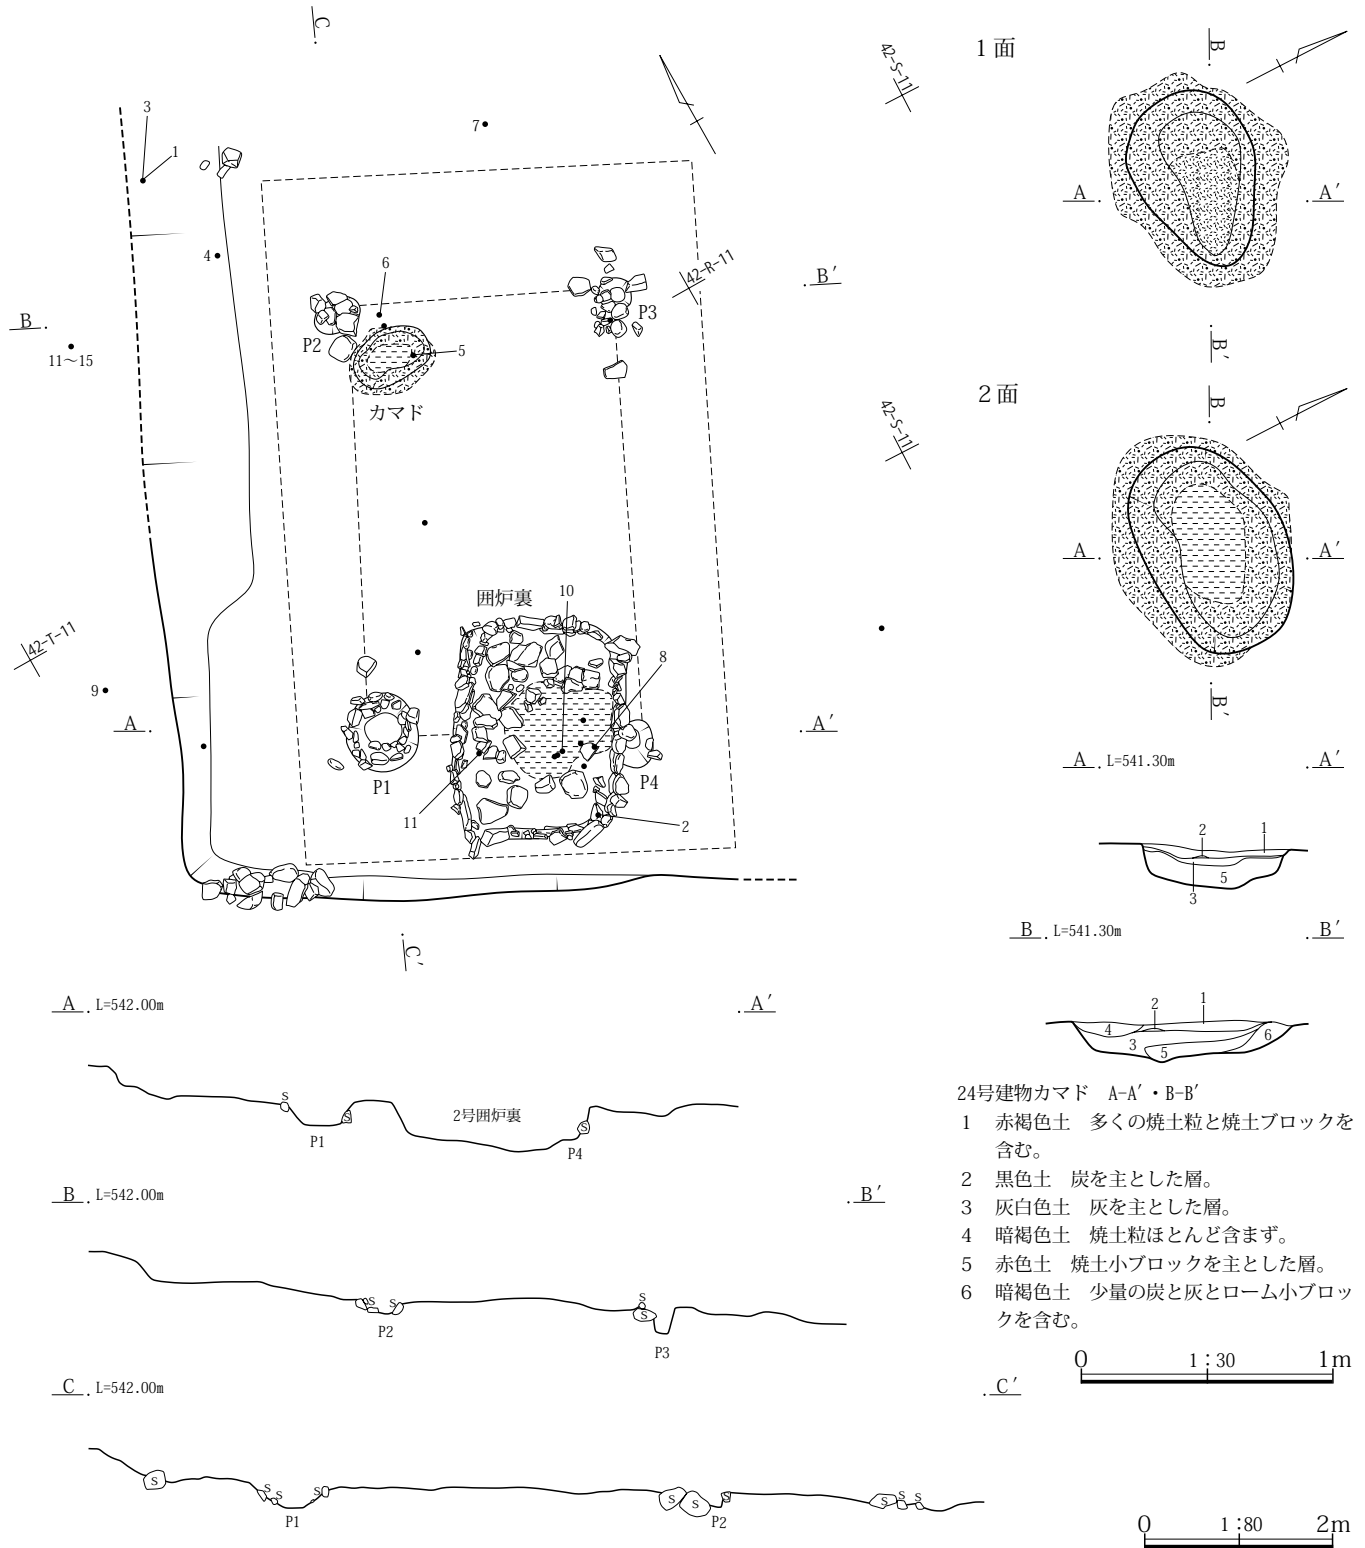 C
3
1
7
4
6
B
B′
11～15
P2
P3
42-R-11
5
カマド
囲炉裏
10
8
42-T-11
9
A
A′
P1
P4
11
2
C′
42-S-11
1面
B
A
A′
B′
42-S-11
2面
B
A
A′
B′
A
L=541.30m
A′
2
1
5
3
B
L=541.30m
B′
2
1
4
3
5
6
A
L=542.00m
A′
S
S
S
P1
2号囲炉裏
P4
B
L=542.00m
B′
S
S
S
S
P2
P3
C
L=542.00m
C′
S
S
S
S
S
S
S
S
S
S
P1
P2
24号建物カマド　A-A′・B-B′
1　赤褐色土　多くの焼土粒と焼土ブロックを
含む。
2　黒色土　炭を主とした層。
3　灰白色土　灰を主とした層。
4　暗褐色土　焼土粒ほとんど含まず。
5　赤色土　焼土小ブロックを主とした層。
6　暗褐色土　少量の炭と灰とローム小ブロッ
クを含む。
0　1：30　1m
0　1：80　2m